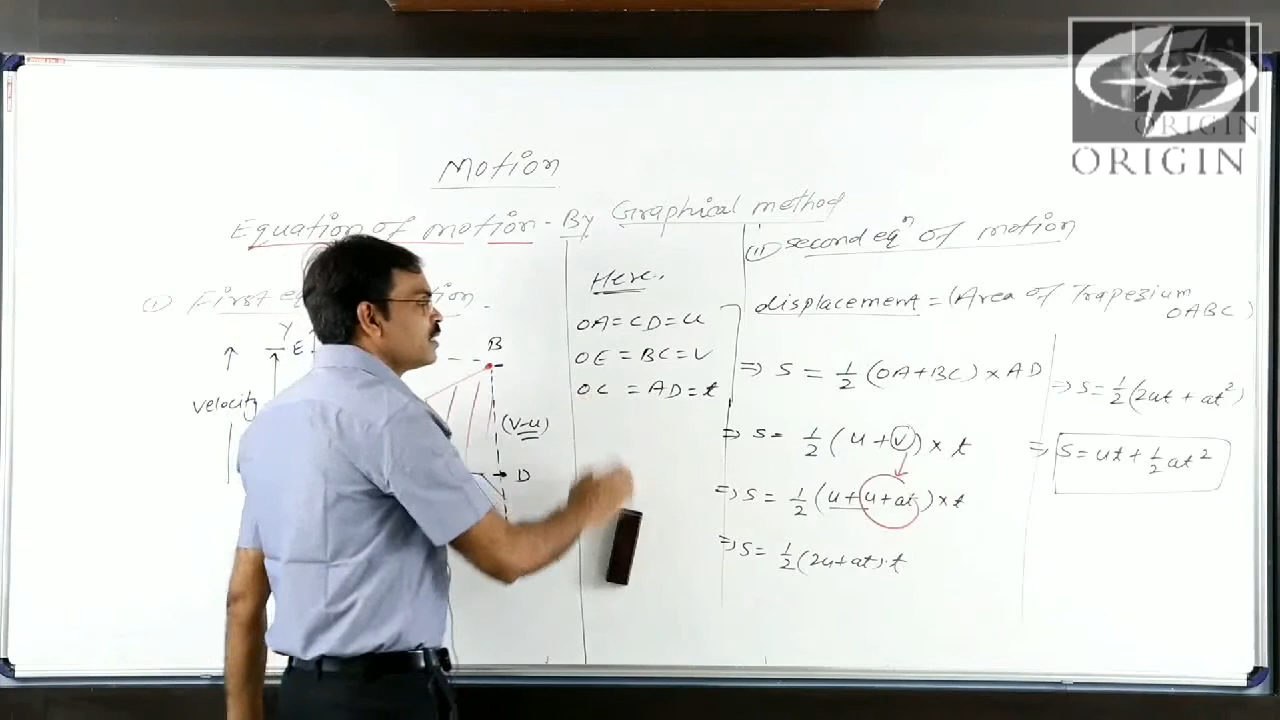 ORIGIN
ORIGIN
Motion
Equation of motion - By Graphical method
(i) First eq
Y
E
velocity
B
(v-u)
D
Here.
OA = CD = u
OE = BC = v
OC = AD = t
(ii) second eqⁿ of motion
displacement = (Area of Trapezium
OABC)
⇒ S = 1/2 (OA+BC) × AD
⇒ S = 1/2 (u + v) × t
⇒ S = 1/2 (u + u + at) × t
⇒ S = 1/2 (2u + at) t
⇒ S = 1/2 (2ut + at²)
⇒ S = ut + 1/2 at²